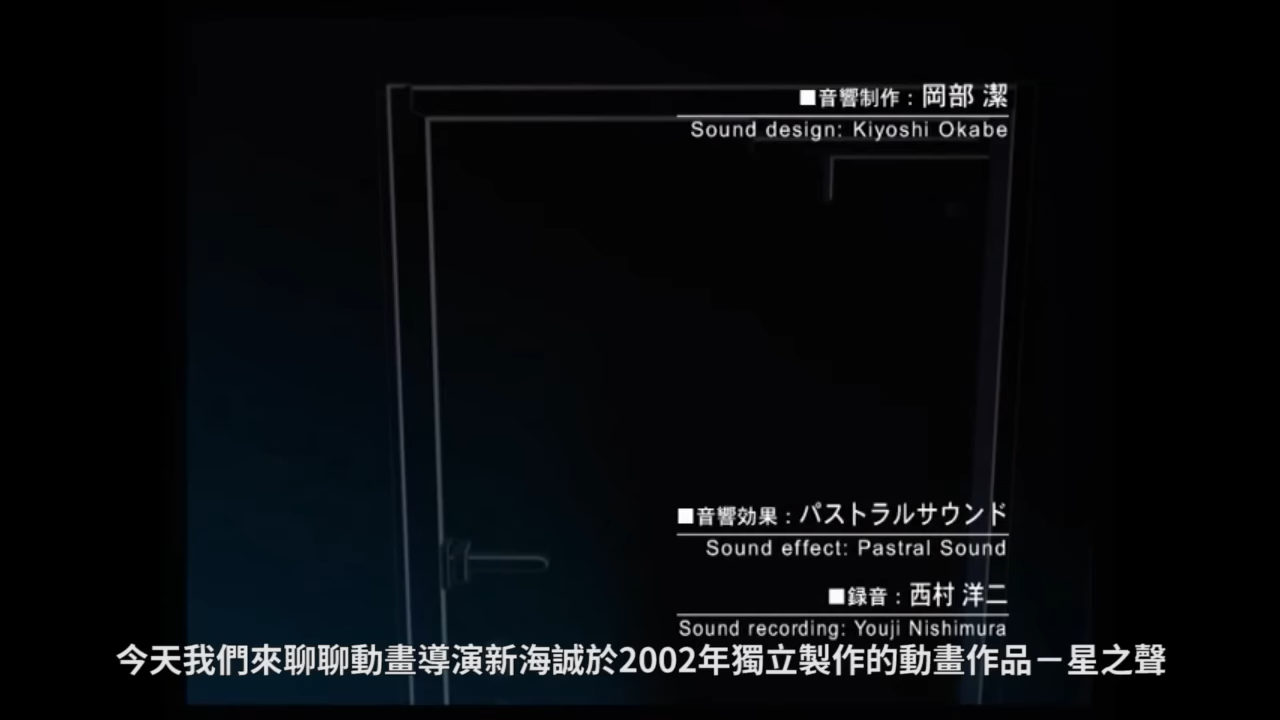 ■音響制作：岡部 潔
Sound design: Kiyoshi Okabe
■音響効果：パストラルサウンド
Sound effect: Pastral Sound
■録音：西村 洋二
Sound recording: Youji Nishimura
今天我們來聊聊動畫導演新海誠於2002年獨立製作的動畫作品－星之聲